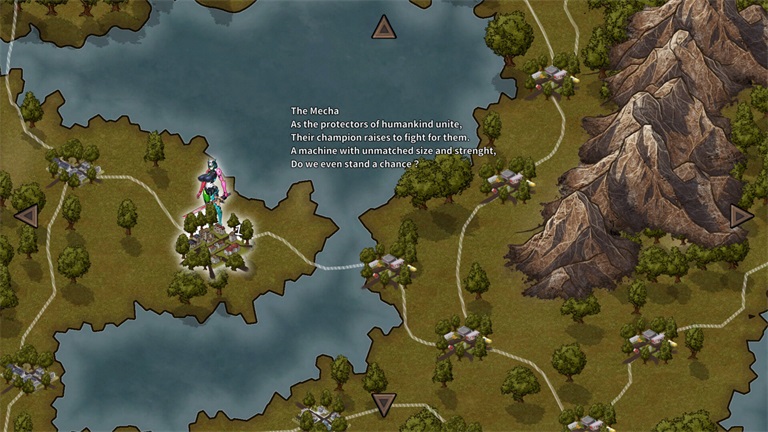 The Mecha
As the protectors of humankind unite,
Their champion raises to fight for them.
A machine with unmatched size and strenght,
Do we even stand a chance ?